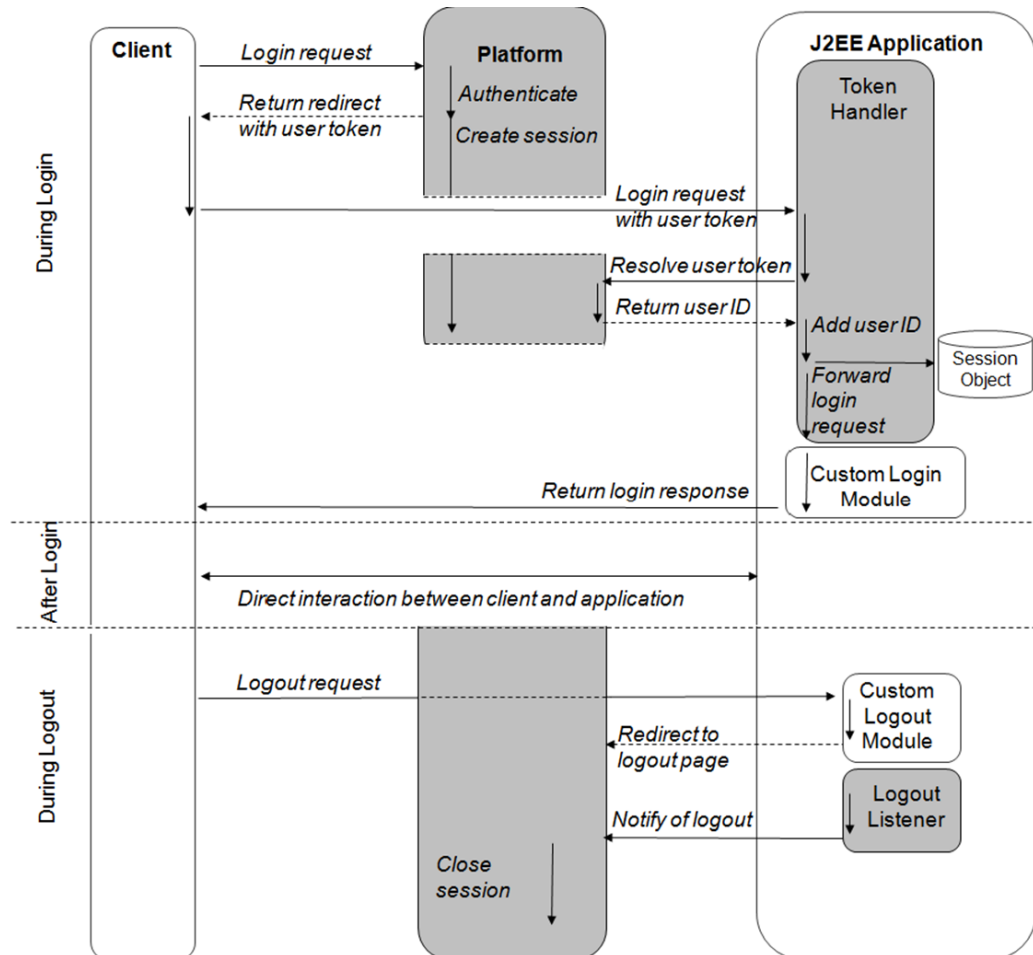 Client
Platform
J2EE Application
During Login
Login request
Authenticate
Token
Handler
Return redirect
with user token
Create session
Login request
with user token
Resolve user token
Return user ID
Add user ID
Session
Object
Forward
login
request
Custom Login
Module
Return login response
After Login
Direct interaction between client and application
During Logout
Logout request
Custom
Logout
Module
Redirect to
logout page
Logout
Listener
Notify of logout
Close
session